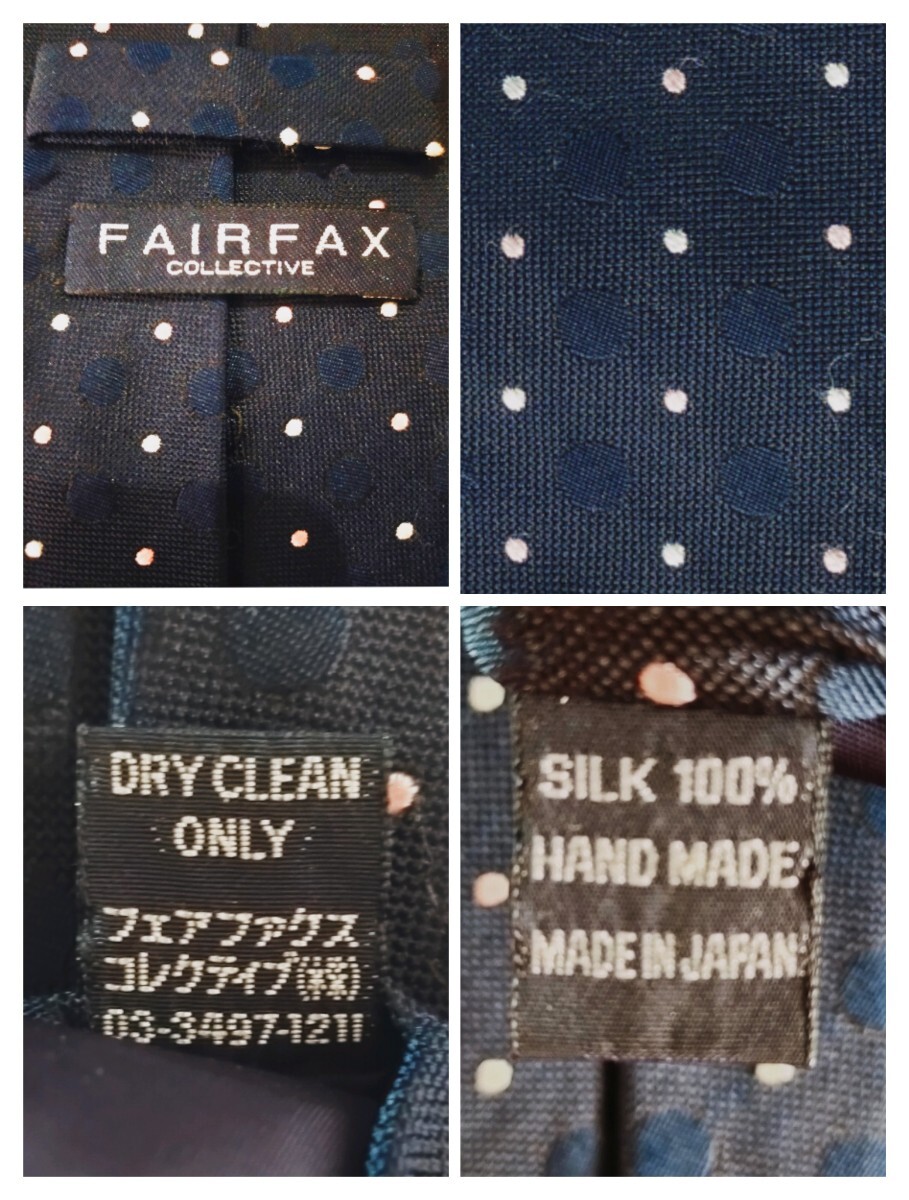 FAIRFAX
COLLECTIVE
DRY CLEAN
ONLY
フェアファクス
コレクティブ(株)
03-3497-1211
SILK 100%
HAND MADE
MADE IN JAPAN